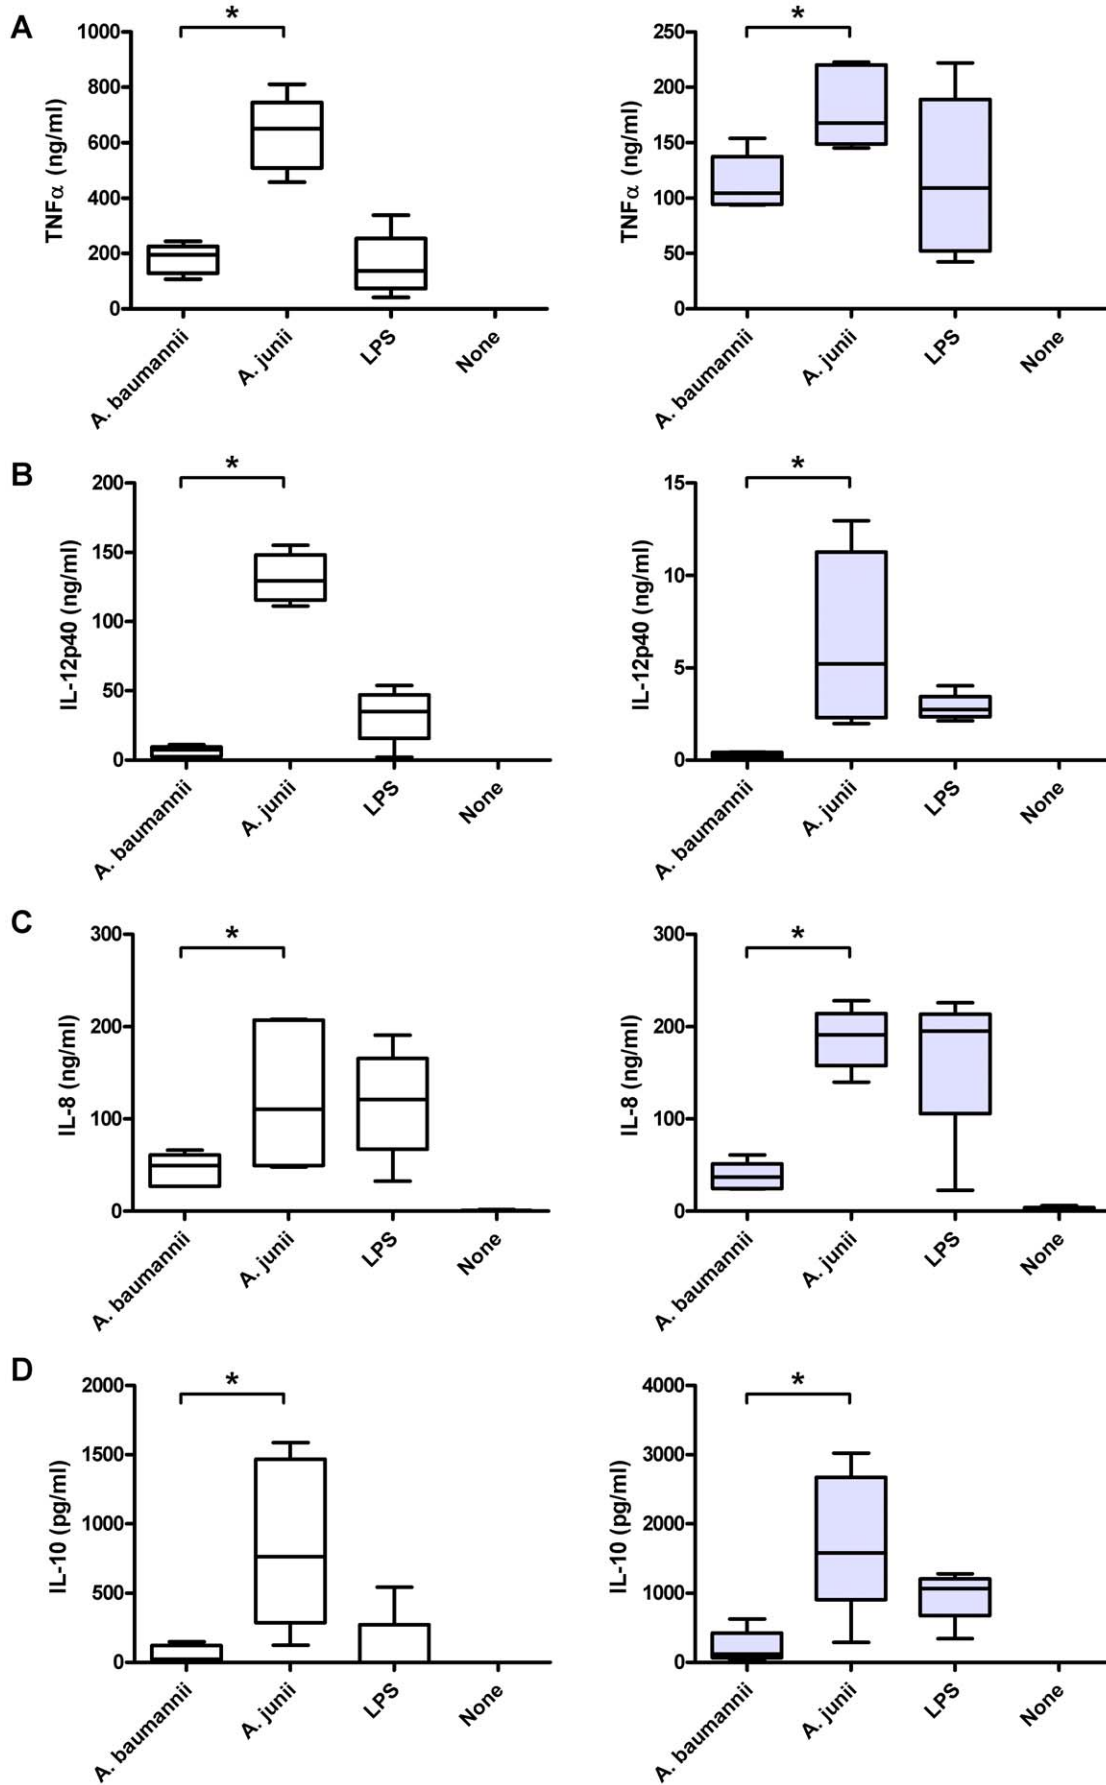 A
*
1000
800
600
400
200
0
TNFα (ng/ml)
A. baumannii
A. junii
LPS
None
*
250
200
150
100
50
0
TNFα (ng/ml)
A. baumannii
A. junii
LPS
None
B
*
200
150
100
50
0
IL-12p40 (ng/ml)
A. baumannii
A. junii
LPS
None
*
15
10
5
0
IL-12p40 (ng/ml)
A. baumannii
A. junii
LPS
None
C
*
300
200
100
0
IL-8 (ng/ml)
A. baumannii
A. junii
LPS
None
*
300
200
100
0
IL-8 (ng/ml)
A. baumannii
A. junii
LPS
None
D
*
2000
1500
1000
500
0
IL-10 (pg/ml)
A. baumannii
A. junii
LPS
None
*
4000
3000
2000
1000
0
IL-10 (pg/ml)
A. baumannii
A. junii
LPS
None